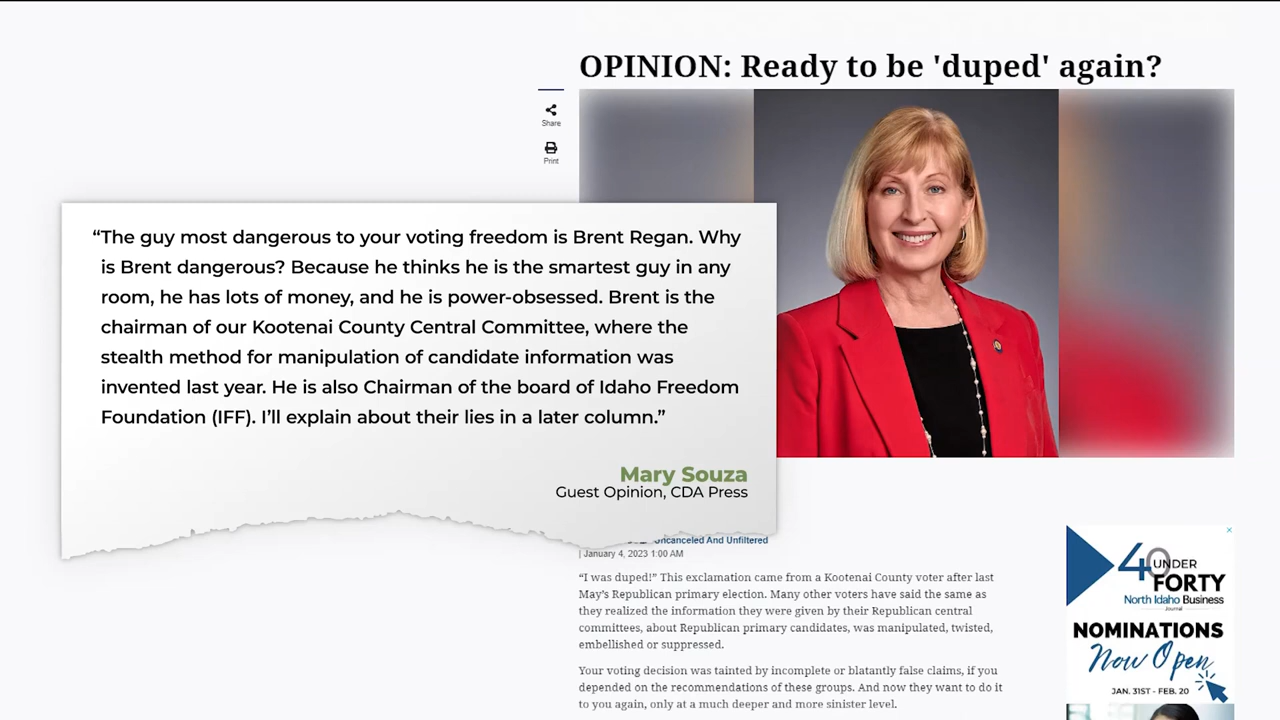 OPINION: Ready to be 'duped' again?
Share
Print
“The guy most dangerous to your voting freedom is Brent Regan. Why
is Brent dangerous? Because he thinks he is the smartest guy in any
room, he has lots of money, and he is power-obsessed. Brent is the
chairman of our Kootenai County Central Committee, where the
stealth method for manipulation of candidate information was
invented last year. He is also Chairman of the board of Idaho Freedom
Foundation (IFF). I’ll explain about their lies in a later column.”
Mary Souza
Guest Opinion, CDA Press
Uncanceled And Unfiltered
| January 4, 2023 1:00 AM
“I was duped!” This exclamation came from a Kootenai County voter after last
May’s Republican primary election. Many other voters have said the same as
they realized the information they were given by their Republican central
committees, about Republican primary candidates, was manipulated, twisted,
embellished or suppressed.
Your voting decision was tainted by incomplete or blatantly false claims, if you
depended on the recommendations of these groups. And now they want to do it
to you again, only at a much deeper and more sinister level.
40 UNDER
FORTY
North Idaho Business
Journal
NOMINATIONS
Now Open
JAN. 31ST - FEB. 20